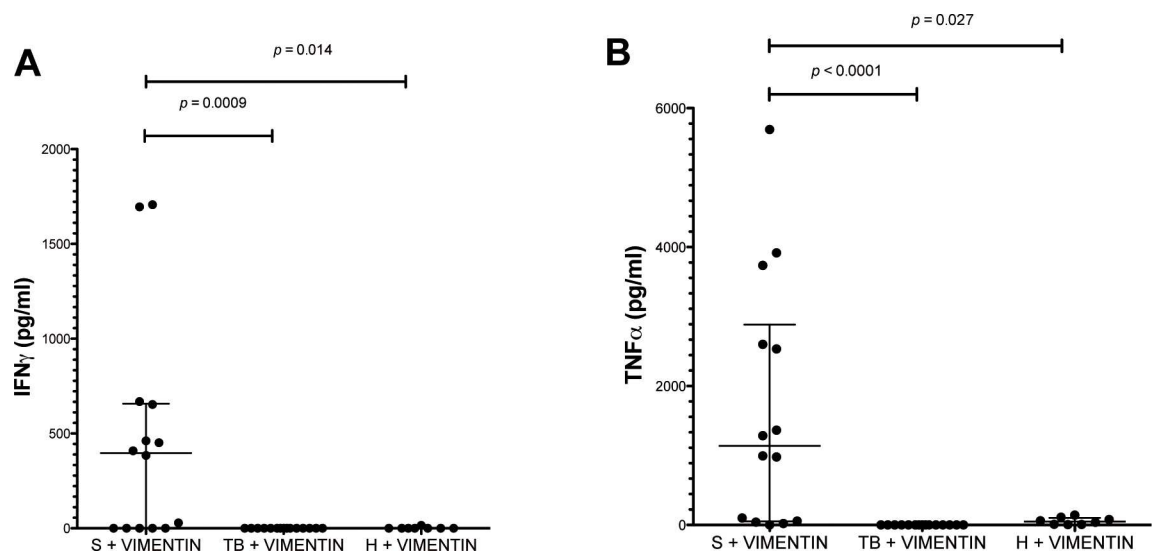 A
p = 0.014
p = 0.0009
IFNγ (pg/ml)
2000
1500
1000
500
0
S + VIMENTIN TB + VIMENTIN H + VIMENTIN
B
p = 0.027
p < 0.0001
TNFα (pg/ml)
6000
4000
2000
0
S + VIMENTIN TB + VIMENTIN H + VIMENTIN